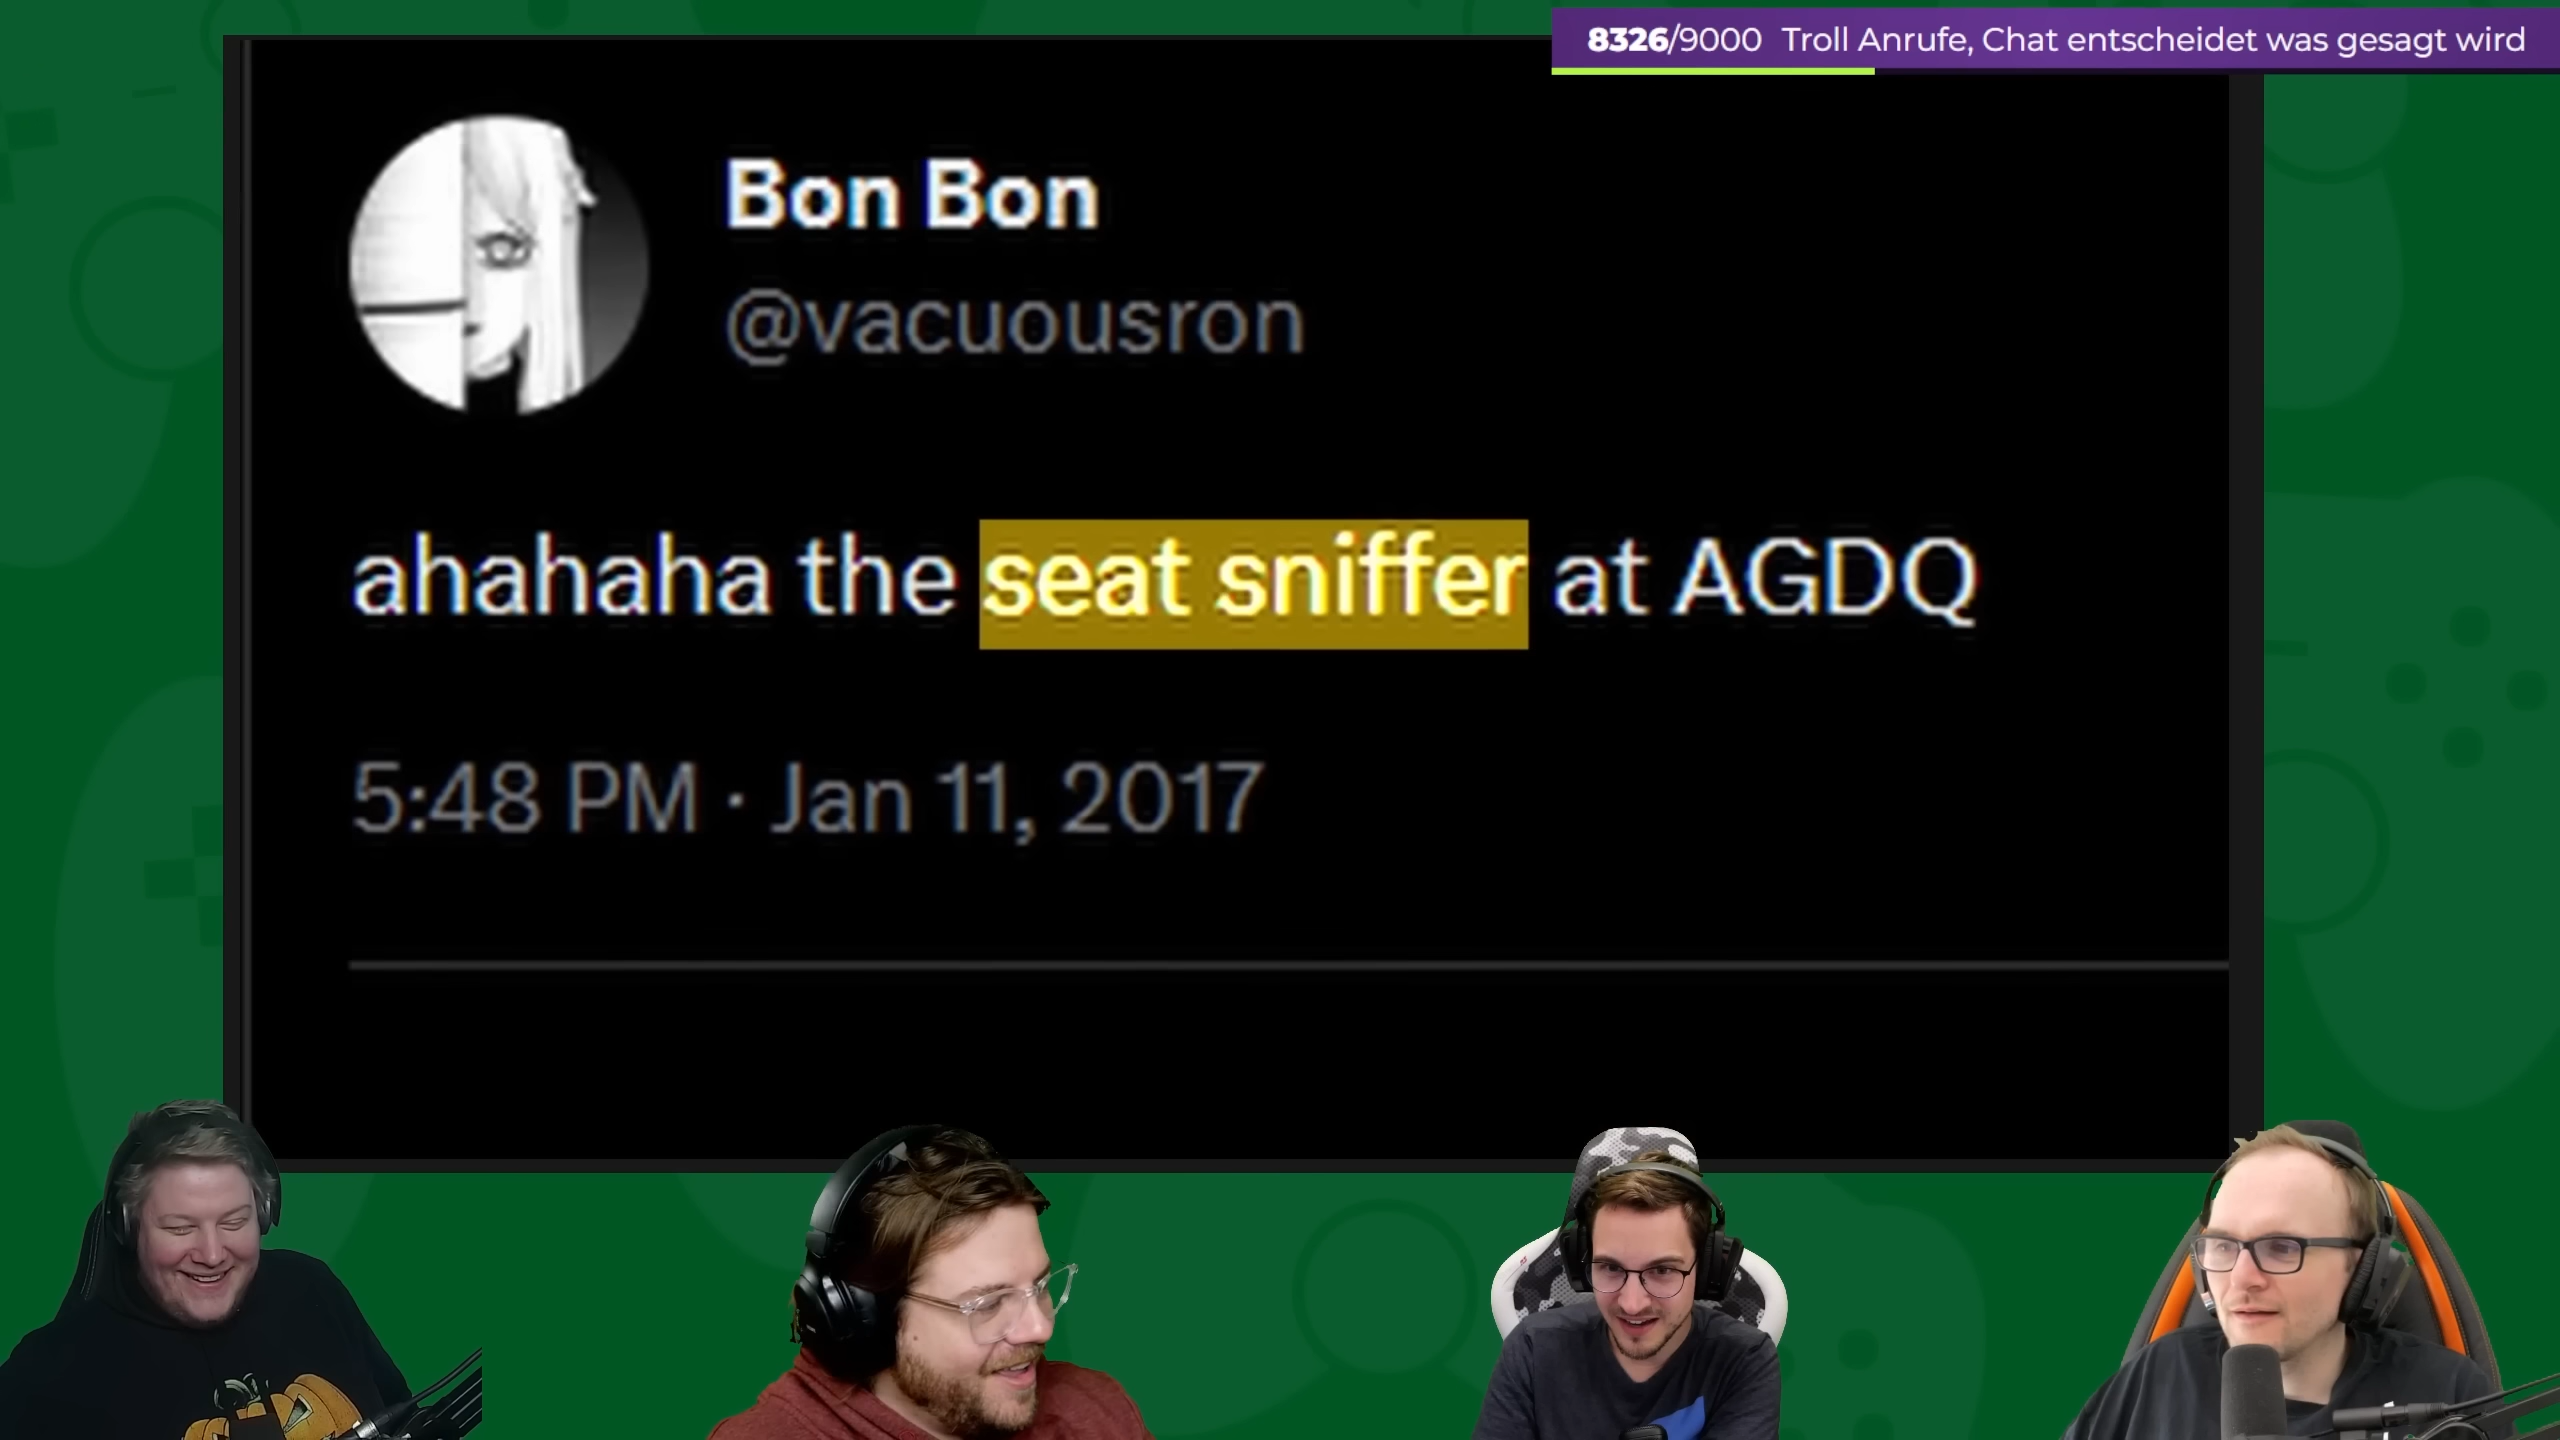 8326/9000 Troll Anrufe, Chat entscheidet was gesagt wird
Bon Bon
@vacuousron
ahahaha the seat sniffer at AGDQ
5:48 PM · Jan 11, 2017